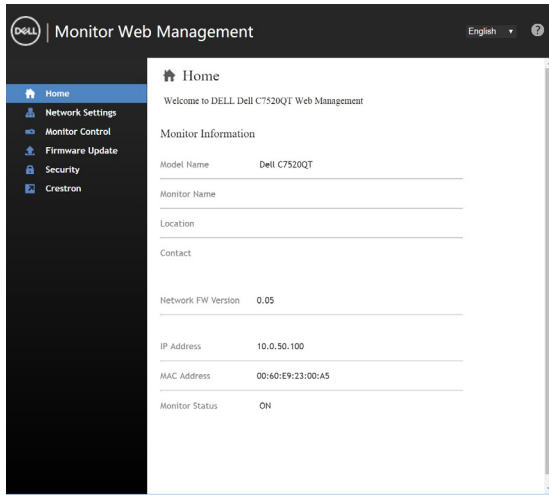 DELL | Monitor Web Management
English
?
Home
Network Settings
Monitor Control
Firmware Update
Security
Crestron
Home
Welcome to DELL Dell C7520QT Web Management
Monitor Information
Model Name Dell C7520QT
Monitor Name
Location
Contact
Network FW Version 0.05
IP Address 10.0.50.100
MAC Address 00:60:E9:23:00:A5
Monitor Status ON